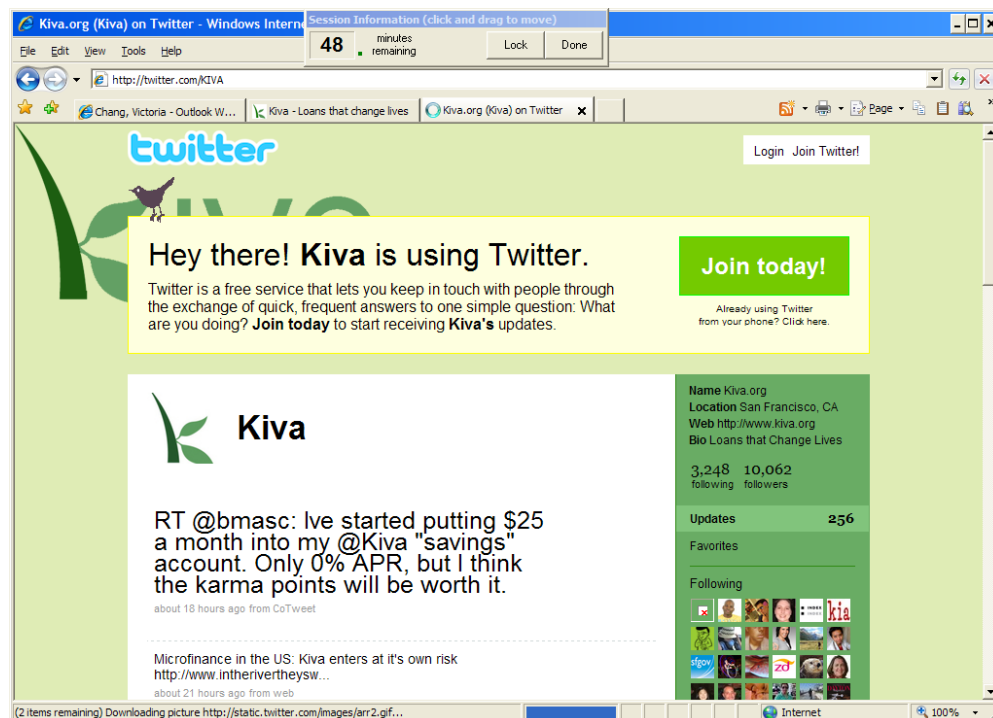 Kiva.org (Kiva) on Twitter - Windows Intern
Session Information (click and drag to move)
48
minutes
remaining
Lock
Done
File Edit View Tools Help
http://twitter.com/KIVA
Chang, Victoria - Outlook W...
Kiva - Loans that change lives
Kiva.org (Kiva) on Twitter
Page
twitter
Login Join Twitter!
Hey there! Kiva is using Twitter.
Twitter is a free service that lets you keep in touch with people through
the exchange of quick, frequent answers to one simple question: What
are you doing? Join today to start receiving Kiva's updates.
Join today!
Already using Twitter
from your phone? Click here.
Kiva
RT @bmasc: Ive started putting $25
a month into my @Kiva "savings"
account. Only 0% APR, but I think
the karma points will be worth it.
about 18 hours ago from CoTweet
Microfinance in the US: Kiva enters at it's own risk
http://www.intherivertheysw...
about 21 hours ago from web
Name Kiva.org
Location San Francisco, CA
Web http://www.kiva.org
Bio Loans that Change Lives
3,248 10,062
following followers
Updates 256
Favorites
Following
kia
sfgov
zd
(2 items remaining) Downloading picture http://static.twitter.com/images/arr2.gif...
Internet
100%